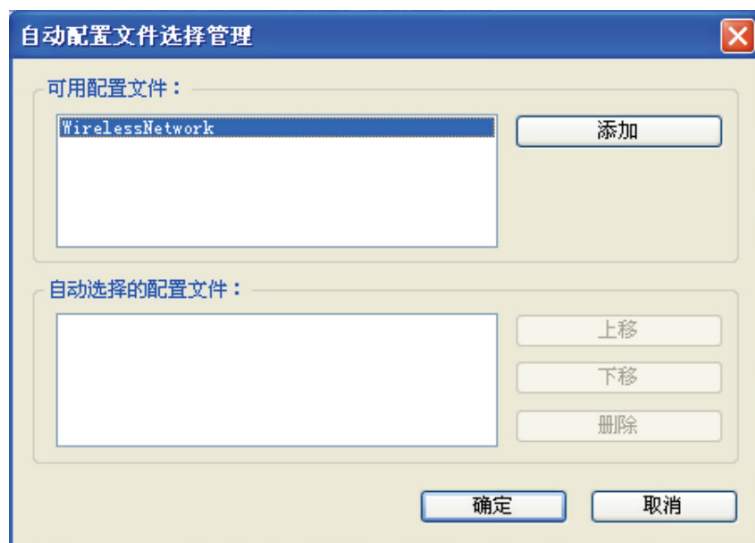 自动配置文件选择管理
可用配置文件：
WirelessNetwork
添加
自动选择的配置文件：
上移
下移
删除
确定
取消